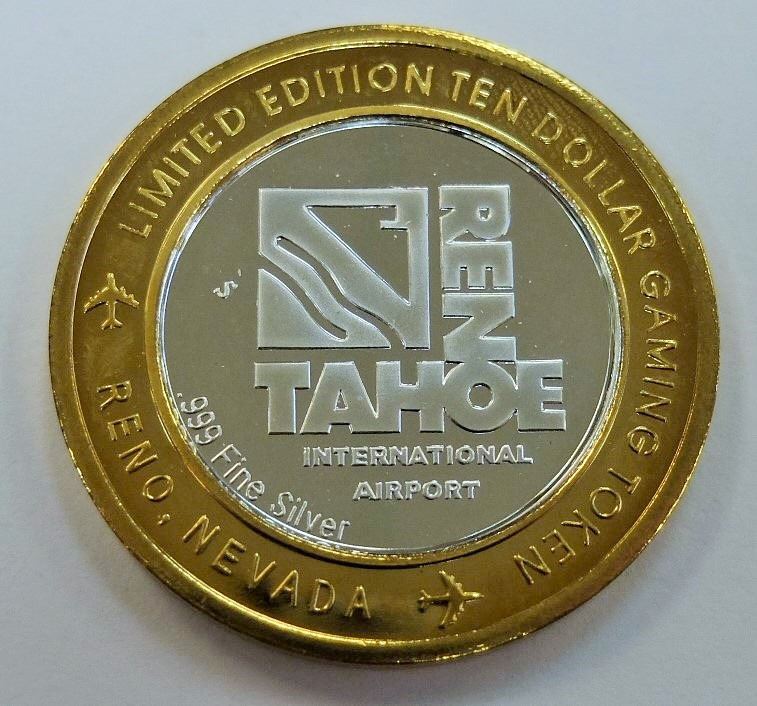 LIMITED EDITION TEN DOLLAR GAMING TOKEN
RENO
TAHOE
INTERNATIONAL
AIRPORT
.999 Fine Silver
S
RENO, NEVADA